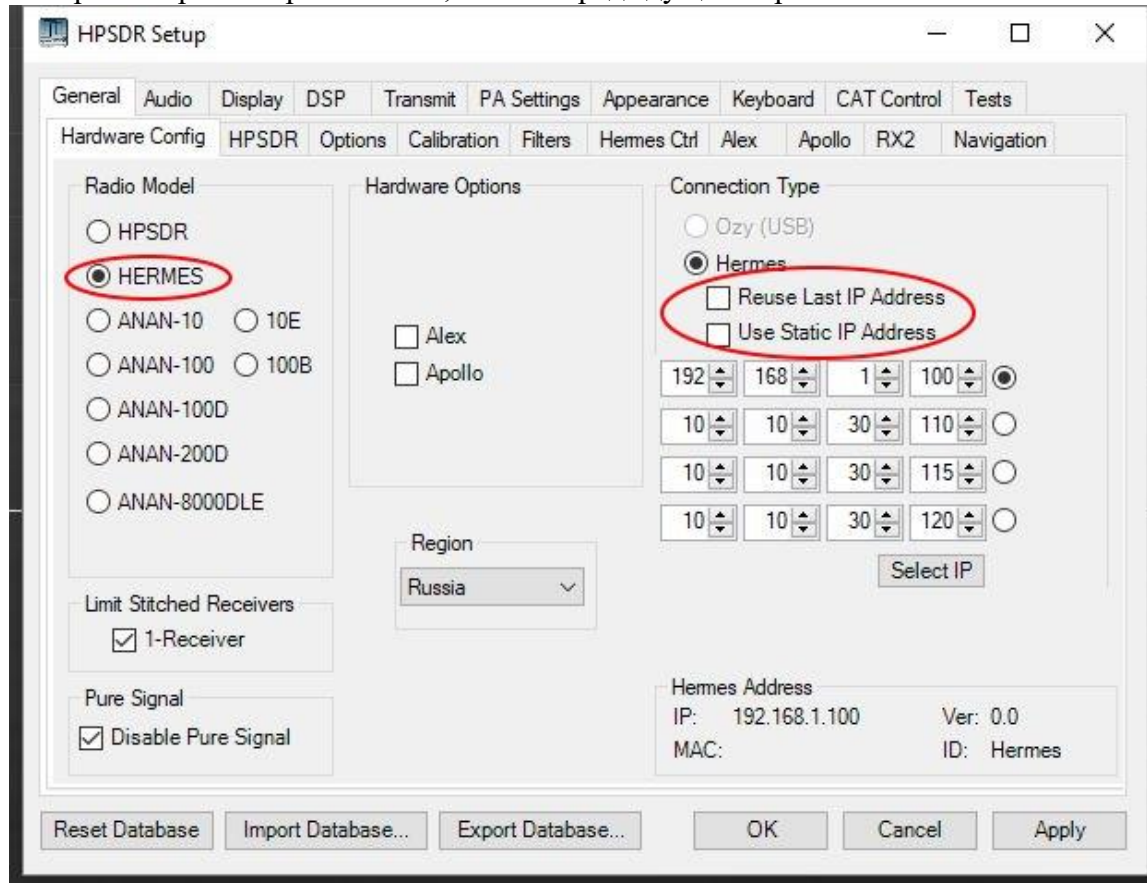 HPSDR Setup
General Audio Display DSP Transmit PA Settings Appearance Keyboard CAT Control Tests
Hardware Config HPSDR Options Calibration Filters Hermes Ctrl Alex Apollo RX2 Navigation
Radio Model
HPSDR
HERMES
ANAN-10 10E
ANAN-100 100B
ANAN-100D
ANAN-200D
ANAN-8000DLE
Limit Stitched Receivers
1-Receiver
Pure Signal
Disable Pure Signal
Hardware Options
Alex
Apollo
Region
Russia
Connection Type
Ozy (USB)
Hermes
Reuse Last IP Address
Use Static IP Address
192 168 1 100
10 10 30 110
10 10 30 115
10 10 30 120
Select IP
Hermes Address
IP: 192.168.1.100 Ver: 0.0
MAC: ID: Hermes
Reset Database Import Database... Export Database... OK Cancel Apply